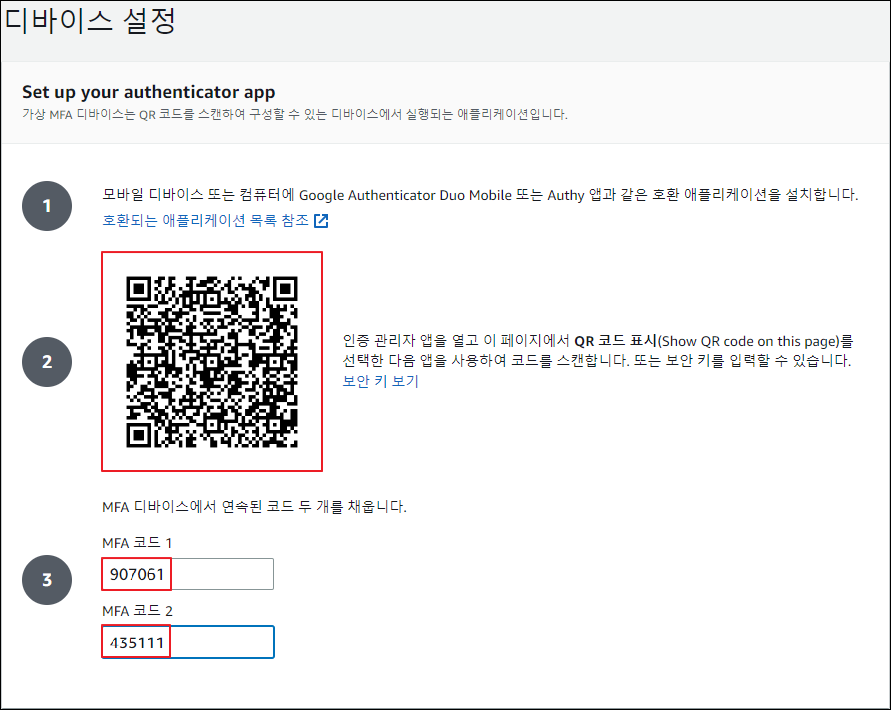 디바이스 설정
Set up your authenticator app
가상 MFA 디바이스는 QR 코드를 스캔하여 구성할 수 있는 디바이스에서 실행되는 애플리케이션입니다.
1
모바일 디바이스 또는 컴퓨터에 Google Authenticator Duo Mobile 또는 Authy 앱과 같은 호환 애플리케이션을 설치합니다.
호환되는 애플리케이션 목록 참조
2
인증 관리자 앱을 열고 이 페이지에서 QR 코드 표시(Show QR code on this page)를
선택한 다음 앱을 사용하여 코드를 스캔합니다. 또는 보안 키를 입력할 수 있습니다.
보안 키 보기
MFA 디바이스에서 연속된 코드 두 개를 채웁니다.
MFA 코드 1
3
907061
MFA 코드 2
435111